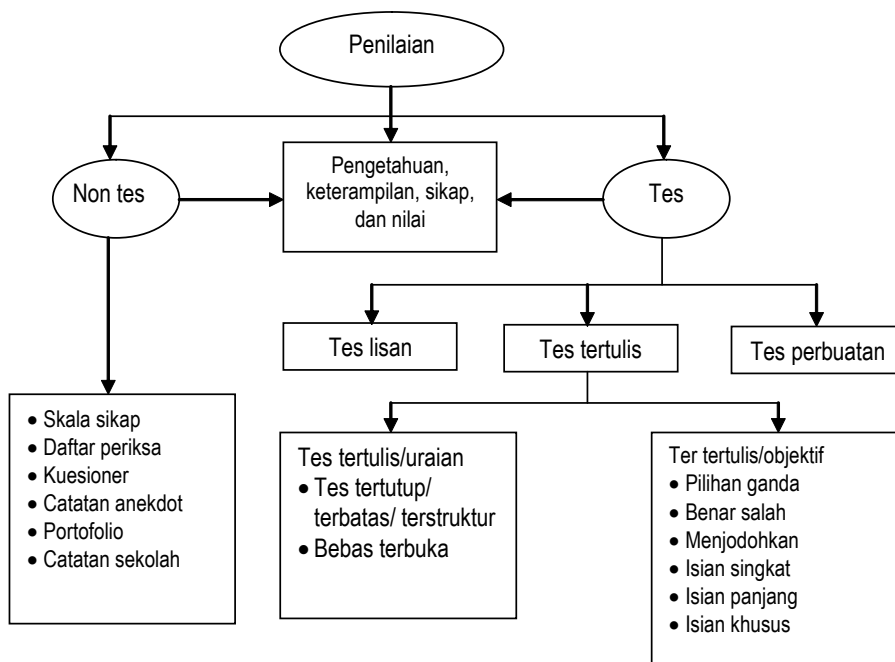 Penilaian
Non tes
Pengetahuan,
keterampilan, sikap,
dan nilai
Tes
Tes lisan
Tes tertulis
Tes perbuatan
• Skala sikap
• Daftar periksa
• Kuesioner
• Catatan anekdot
• Portofolio
• Catatan sekolah
Tes tertulis/uraian
• Tes tertutup/
terbatas/ terstruktur
• Bebas terbuka
Ter tertulis/objektif
• Pilihan ganda
• Benar salah
• Menjodohkan
• Isian singkat
• Isian panjang
• Isian khusus